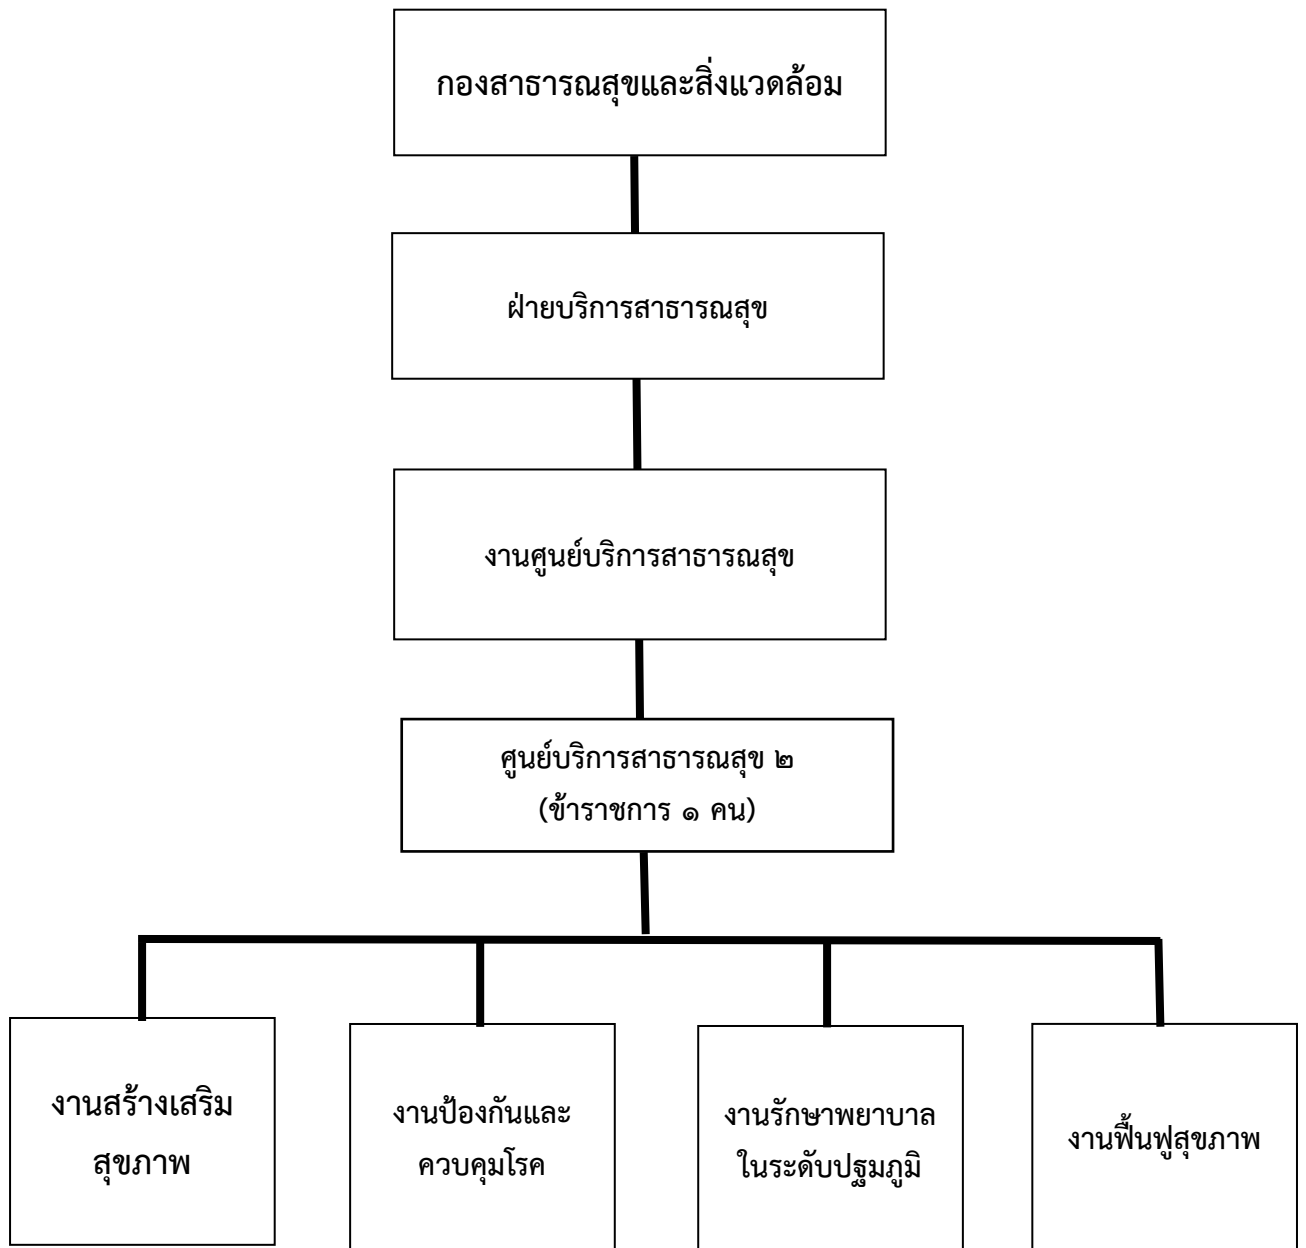 กองสาธารณสุขและสิ่งแวดล้อม
ฝ่ายบริการสาธารณสุข
งานศูนย์บริการสาธารณสุข
ศูนย์บริการสาธารณสุข ๒
(ข้าราชการ ๑ คน)
งานสร้างเสริม
สุขภาพ
งานป้องกันและ
ควบคุมโรค
งานรักษาพยาบาล
ในระดับปฐมภูมิ
งานฟื้นฟูสุขภาพ